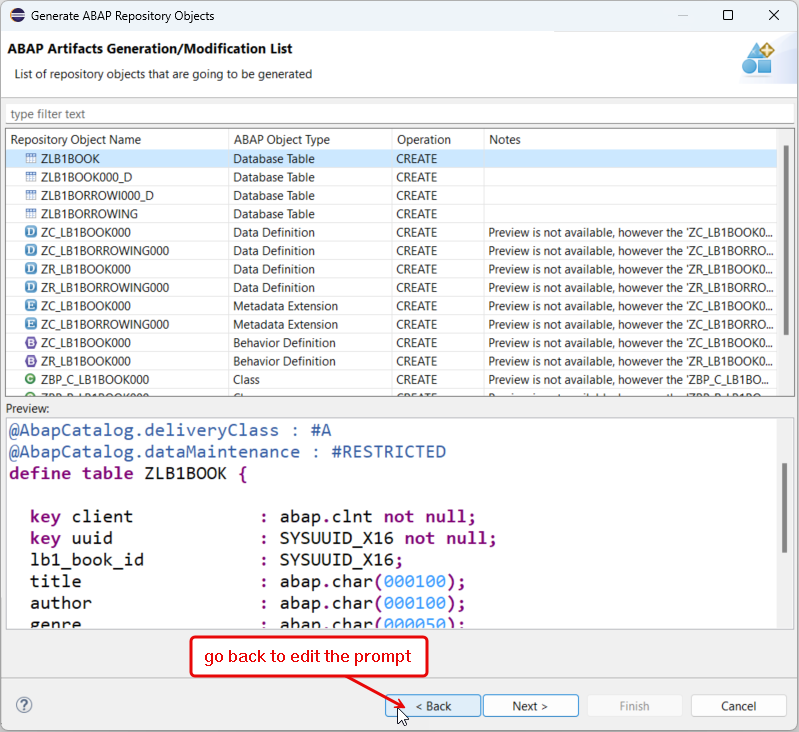 Generate ABAP Repository Objects
ABAP Artifacts Generation/Modification List
List of repository objects that are going to be generated
type filter text
Repository Object Name ABAP Object Type Operation Notes
ZLB1BOOK Database Table CREATE
ZLB1BOOK000_D Database Table CREATE
ZLB1BORROWI000_D Database Table CREATE
ZLB1BORROWING Database Table CREATE
D ZC_LB1BOOK000 Data Definition CREATE Preview is not available, however the 'ZC_LB1BOOK0...
D ZC_LB1BORROWING000 Data Definition CREATE Preview is not available, however the 'ZC_LB1BORRO...
D ZR_LB1BOOK000 Data Definition CREATE Preview is not available, however the 'ZR_LB1BOOK0...
D ZR_LB1BORROWING000 Data Definition CREATE Preview is not available, however the 'ZR_LB1BORRO...
E ZC_LB1BOOK000 Metadata Extension CREATE Preview is not available, however the 'ZC_LB1BOOK0...
E ZC_LB1BORROWING000 Metadata Extension CREATE Preview is not available, however the 'ZC_LB1BORRO...
B ZC_LB1BOOK000 Behavior Definition CREATE Preview is not available, however the 'ZC_LB1BOOK0...
B ZR_LB1BOOK000 Behavior Definition CREATE Preview is not available, however the 'ZR_LB1BOOK0...
C ZBP_C_LB1BOOK000 Class CREATE Preview is not available, however the 'ZBP_C_LB1BO...
Preview:
@AbapCatalog.deliveryClass : #A
@AbapCatalog.dataMaintenance : #RESTRICTED
define table ZLB1BOOK {
key client : abap.clnt not null;
key uuid : SYSUUID_X16 not null;
lb1_book_id : SYSUUID_X16;
title : abap.char(000100);
author : abap.char(000100);
genre : abap.char(000050);
go back to edit the prompt
? < Back Next > Finish Cancel